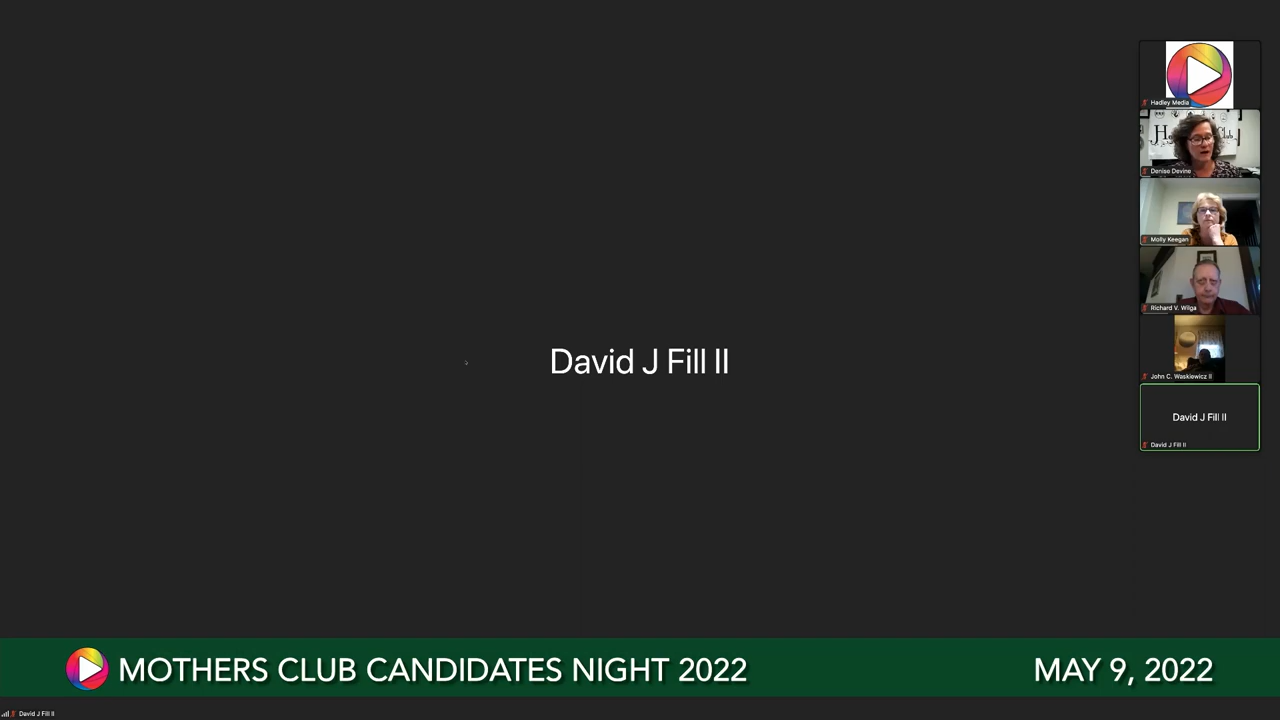 Hadley Media
Denise Devine
Molly Keegan
Richard V. Wilga
John C. Waskiewicz II
David J Fill II
David J Fill II
David J Fill II
MOTHERS CLUB CANDIDATES NIGHT 2022
MAY 9, 2022
David J Fill II